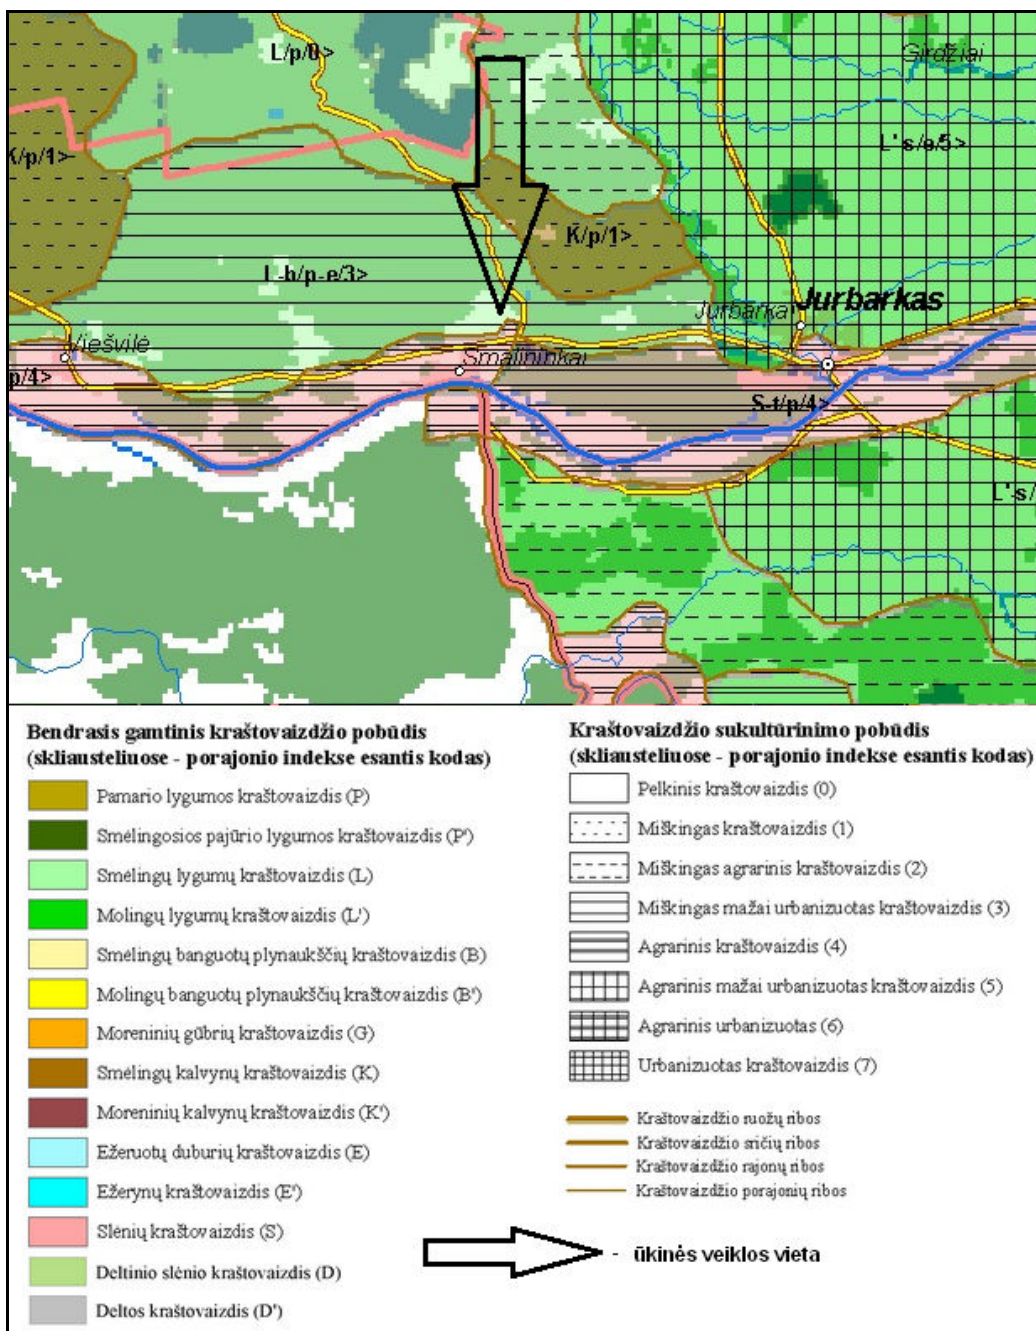 L/p/0>
Girdžiai
L'-s/e/5>
K/p/1>
K/p/1>
L-b/p-e/3>
Jurbarkai
Jurbarkas
Viešvilė
Smalininkai
p/4>
S-t/p/4>
L'-s/
Bendrasis gamtinis kraštovaizdžio pobūdis
(skliausteliuose - porajonio indekse esantis kodas)
Pamario lygumos kraštovaizdis (P)
Smėlingosios pajūrio lygumos kraštovaizdis (P')
Smėlingų lygumų kraštovaizdis (L)
Molingų lygumų kraštovaizdis (L')
Smėlingų banguotų plynaukščių kraštovaizdis (B)
Molingų banguotų plynaukščių kraštovaizdis (B')
Moreninių gūbrių kraštovaizdis (G)
Smėlingų kalvynų kraštovaizdis (K)
Moreninių kalvynų kraštovaizdis (K')
Ežeruotų duburių kraštovaizdis (E)
Ežerynų kraštovaizdis (E')
Slėnių kraštovaizdis (S)
Deltinio slėnio kraštovaizdis (D)
Deltos kraštovaizdis (D')
Kraštovaizdžio sukultūrinimo pobūdis
(skliausteliuose - porajonio indekse esantis kodas)
Pelkinis kraštovaizdis (0)
Miškingas kraštovaizdis (1)
Miškingas agrarinis kraštovaizdis (2)
Miškingas mažai urbanizuotas kraštovaizdis (3)
Agrarinis kraštovaizdis (4)
Agrarinis mažai urbanizuotas kraštovaizdis (5)
Agrarinis urbanizuotas (6)
Urbanizuotas kraštovaizdis (7)
Kraštovaizdžio ruožų ribos
Kraštovaizdžio sričių ribos
Kraštovaizdžio rajonų ribos
Kraštovaizdžio porajonių ribos
- ūkinės veiklos vieta